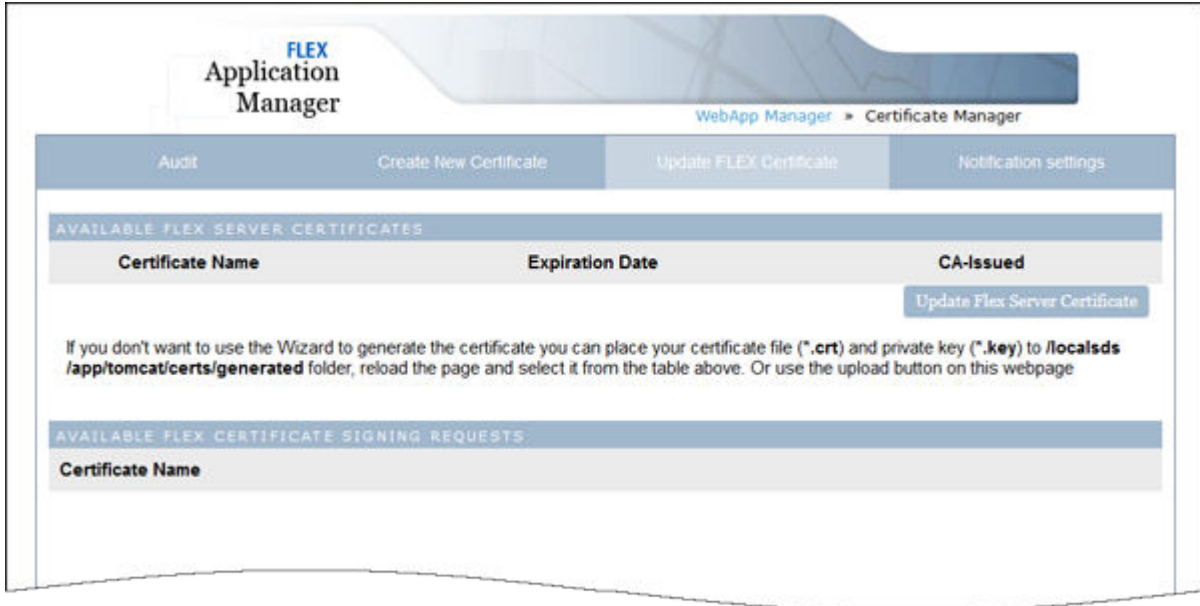 FLEX
Application
Manager
WebApp Manager » Certificate Manager
Audit Create New Certificate Update FLEX Certificate Notification settings
AVAILABLE FLEX SERVER CERTIFICATES
Certificate Name Expiration Date CA-Issued
Update Flex Server Certificate
If you don't want to use the Wizard to generate the certificate you can place your certificate file (*.crt) and private key (*.key) to /localsds
/app/tomcat/certs/generated folder, reload the page and select it from the table above. Or use the upload button on this webpage
AVAILABLE FLEX CERTIFICATE SIGNING REQUESTS
Certificate Name